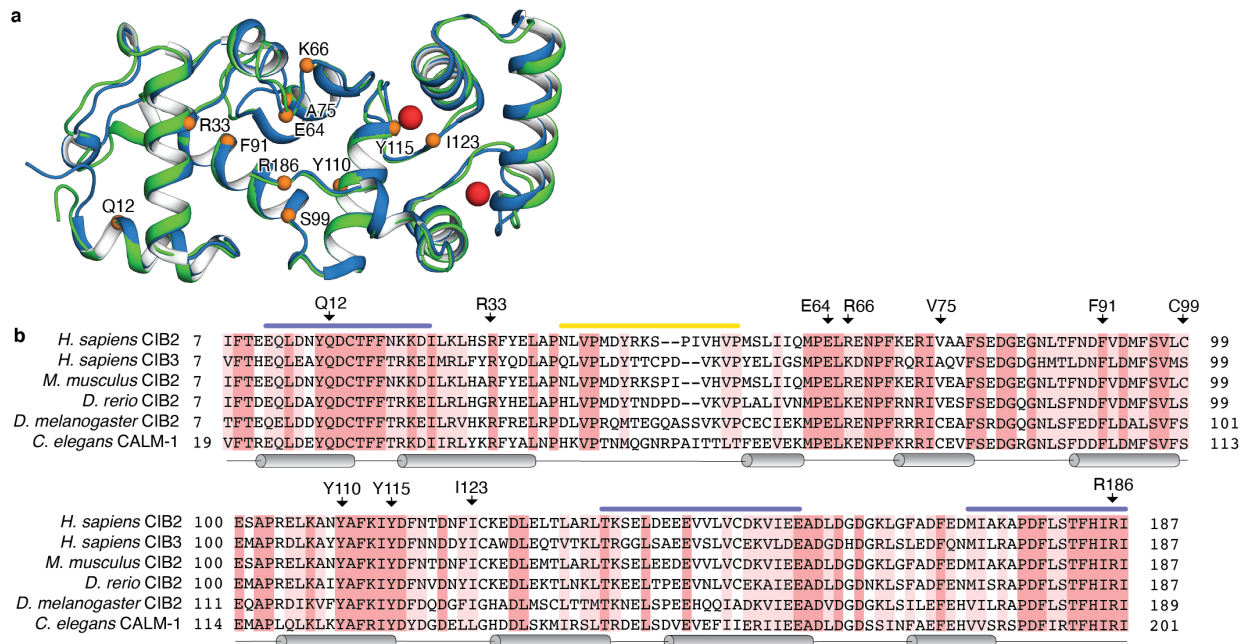 a
K66
A75
E64
R33
F91
R186
Y110
Y115
I123
Q12
S99
b
Q12 R33 E64 R66 V75 F91 C99
H. sapiens CIB2 7 IFTEEQLDNYQDCTFFNKKDILKLHSRFYELAPNLVPMDYRKS--PIVHVPMSLIIQMPELRENPFKERIVAAFSEDGEGNLTFNDFVDMFSVLC 99
H. sapiens CIB3 7 VFTHEQLEAYQDCTFFTRKEIMRLFYRYQDLAPQLVPLDYTTCPD--VKVPYELIGSMPELKDNPFRQRIAQVFSEDGDGHMTLDNFLDMFSVMS 99
M. musculus CIB2 7 IFTEEQLDNYQDCTFFNKKDILKLHARFYELAPNLVPMDYRKSPI--VHVPMSLIIQMPELRENPFKERIVEAFSEDGEGNLTFNDFVDMFSVLC 99
D. rerio CIB2 7 IFTDEQLDAYQDCTFFTRKEILRLHGRYHELAPHLVPMDYTNDPD--VKVPLALIVNMPELKENPFRNRIVESFSEDGQGNLSFNDFVDMFSVLS 99
D. melanogaster CIB2 7 TFTEQELDDYQDCTFFTRKEILRVHKRFRELRPDLVPRQMTEGQASSVKVPCECIEKMPELRENPFRRRICEAFSRDGQGNLSFEDFLDALSVFS 101
C. elegans CALM-1 19 VFTREQLDEYQDCTFFTRKDIIRLYKRFYALNPHKVPTNMQGNRPAITTLTFEEVEKMPELKENPFKRRICEVFSEDGRGNLSFDDFLDMFSVFS 113
Y110 Y115 I123 R186
H. sapiens CIB2 100 ESAPRELKANYAFKIYDFNTDNFICKEDLELTLARLTKSELDEEEVVLVCDKVIEEADLDGDGKLGFADFEDMIAKAPDFLSTFHIRI 187
H. sapiens CIB3 100 EMAPRDLKAYYAFKIYDFNNDDYICAWDLEQTVTKLTRGGLSAEEVSLVCEKVLDEADGDHDGRLSLEDFQNMILRAPDFLSTFHIRI 187
M. musculus CIB2 100 ESAPRELKANYAFKIYDFNTDNFICKEDLEMTLARLTKSELEEDEVVLVCDKVIEEADLDGDGKLGFADFEDMIAKAPDFLSTFHIRI 187
D. rerio CIB2 100 EMAPRELKAIYAFKIYDFNVDNYICKEDLEKTLNKLTKEELTPEEVNLVCEKAIEEADLDGDNKLSFADFENMISRAPDFLSTFHIRI 187
D. melanogaster CIB2 111 EQAPRDIKVFYAFKIYDFDQDGFIGHADLMSCLTTMTKNELSPEEHQQIADKVIEEADVDGDGKLSILEFEHVILRAPDFLSTFHIRI 189
C. elegans CALM-1 114 EMAPLQLKLKYAFRIYDYDGDELLGHDDLSKMIRSLTRDELSDVEVEFIIERIIEEADLDGDSSINFAEFEHVVSRSPDFIRTFHIRI 201